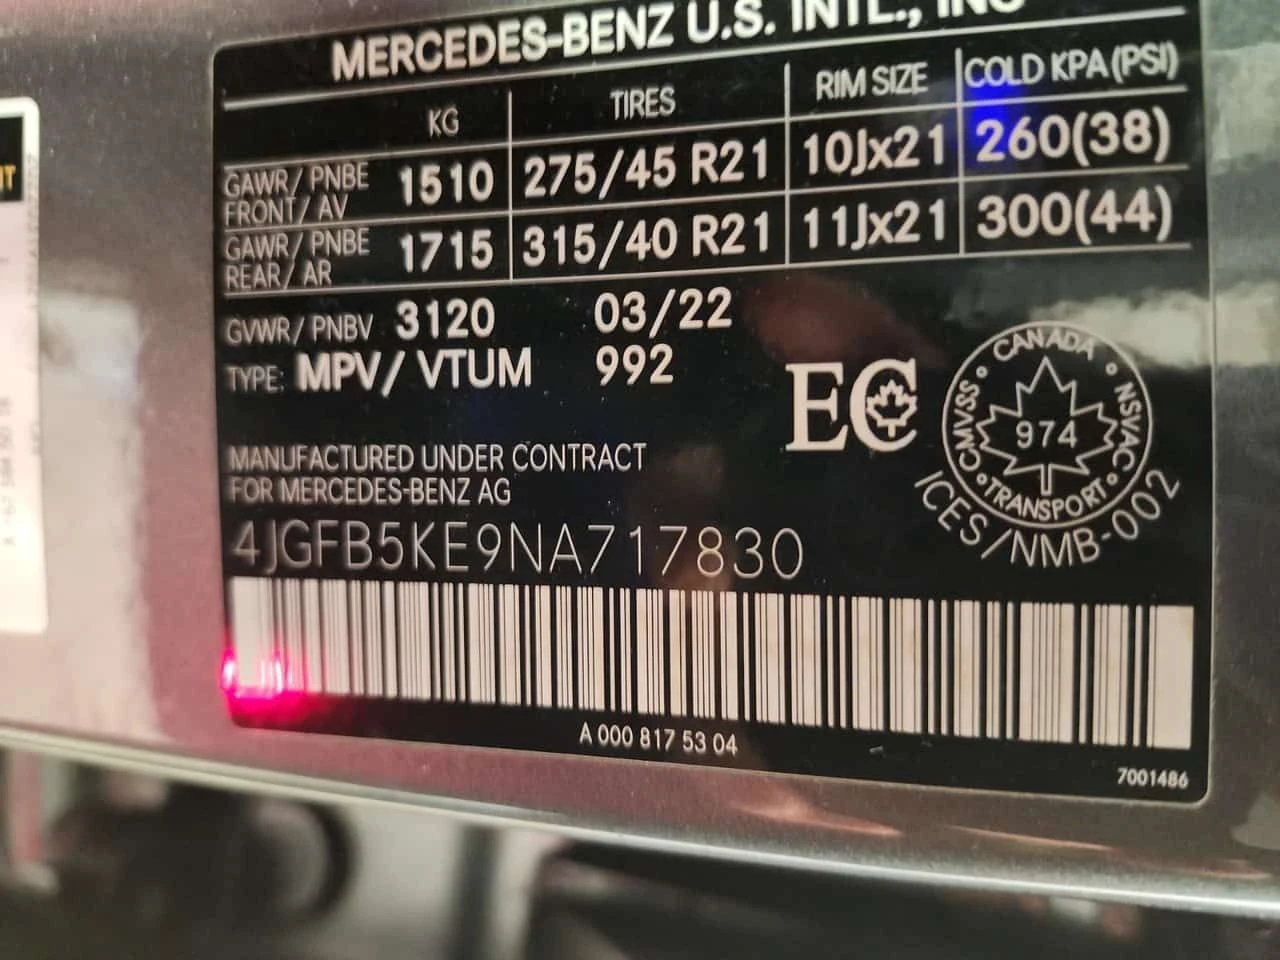 MERCEDES-BENZ U.S. INTL., INC
KG TIRES RIM SIZE COLD KPA (PSI)
GAWR/ PNBE FRONT/ AV 1510 275/45 R21 10Jx21 260(38)
GAWR/ PNBE REAR/ AR 1715 315/40 R21 11Jx21 300(44)
GVWR/ PNBV 3120 03/22
TYPE: MPV/ VTUM 992
EC
CANADA
CMVSS NSVAC
974
TRANSPORT
ICES/NMB-002
MANUFACTURED UNDER CONTRACT
FOR MERCEDES-BENZ AG
4JGFB5KE9NA717830
A 000 817 53 04
7001486